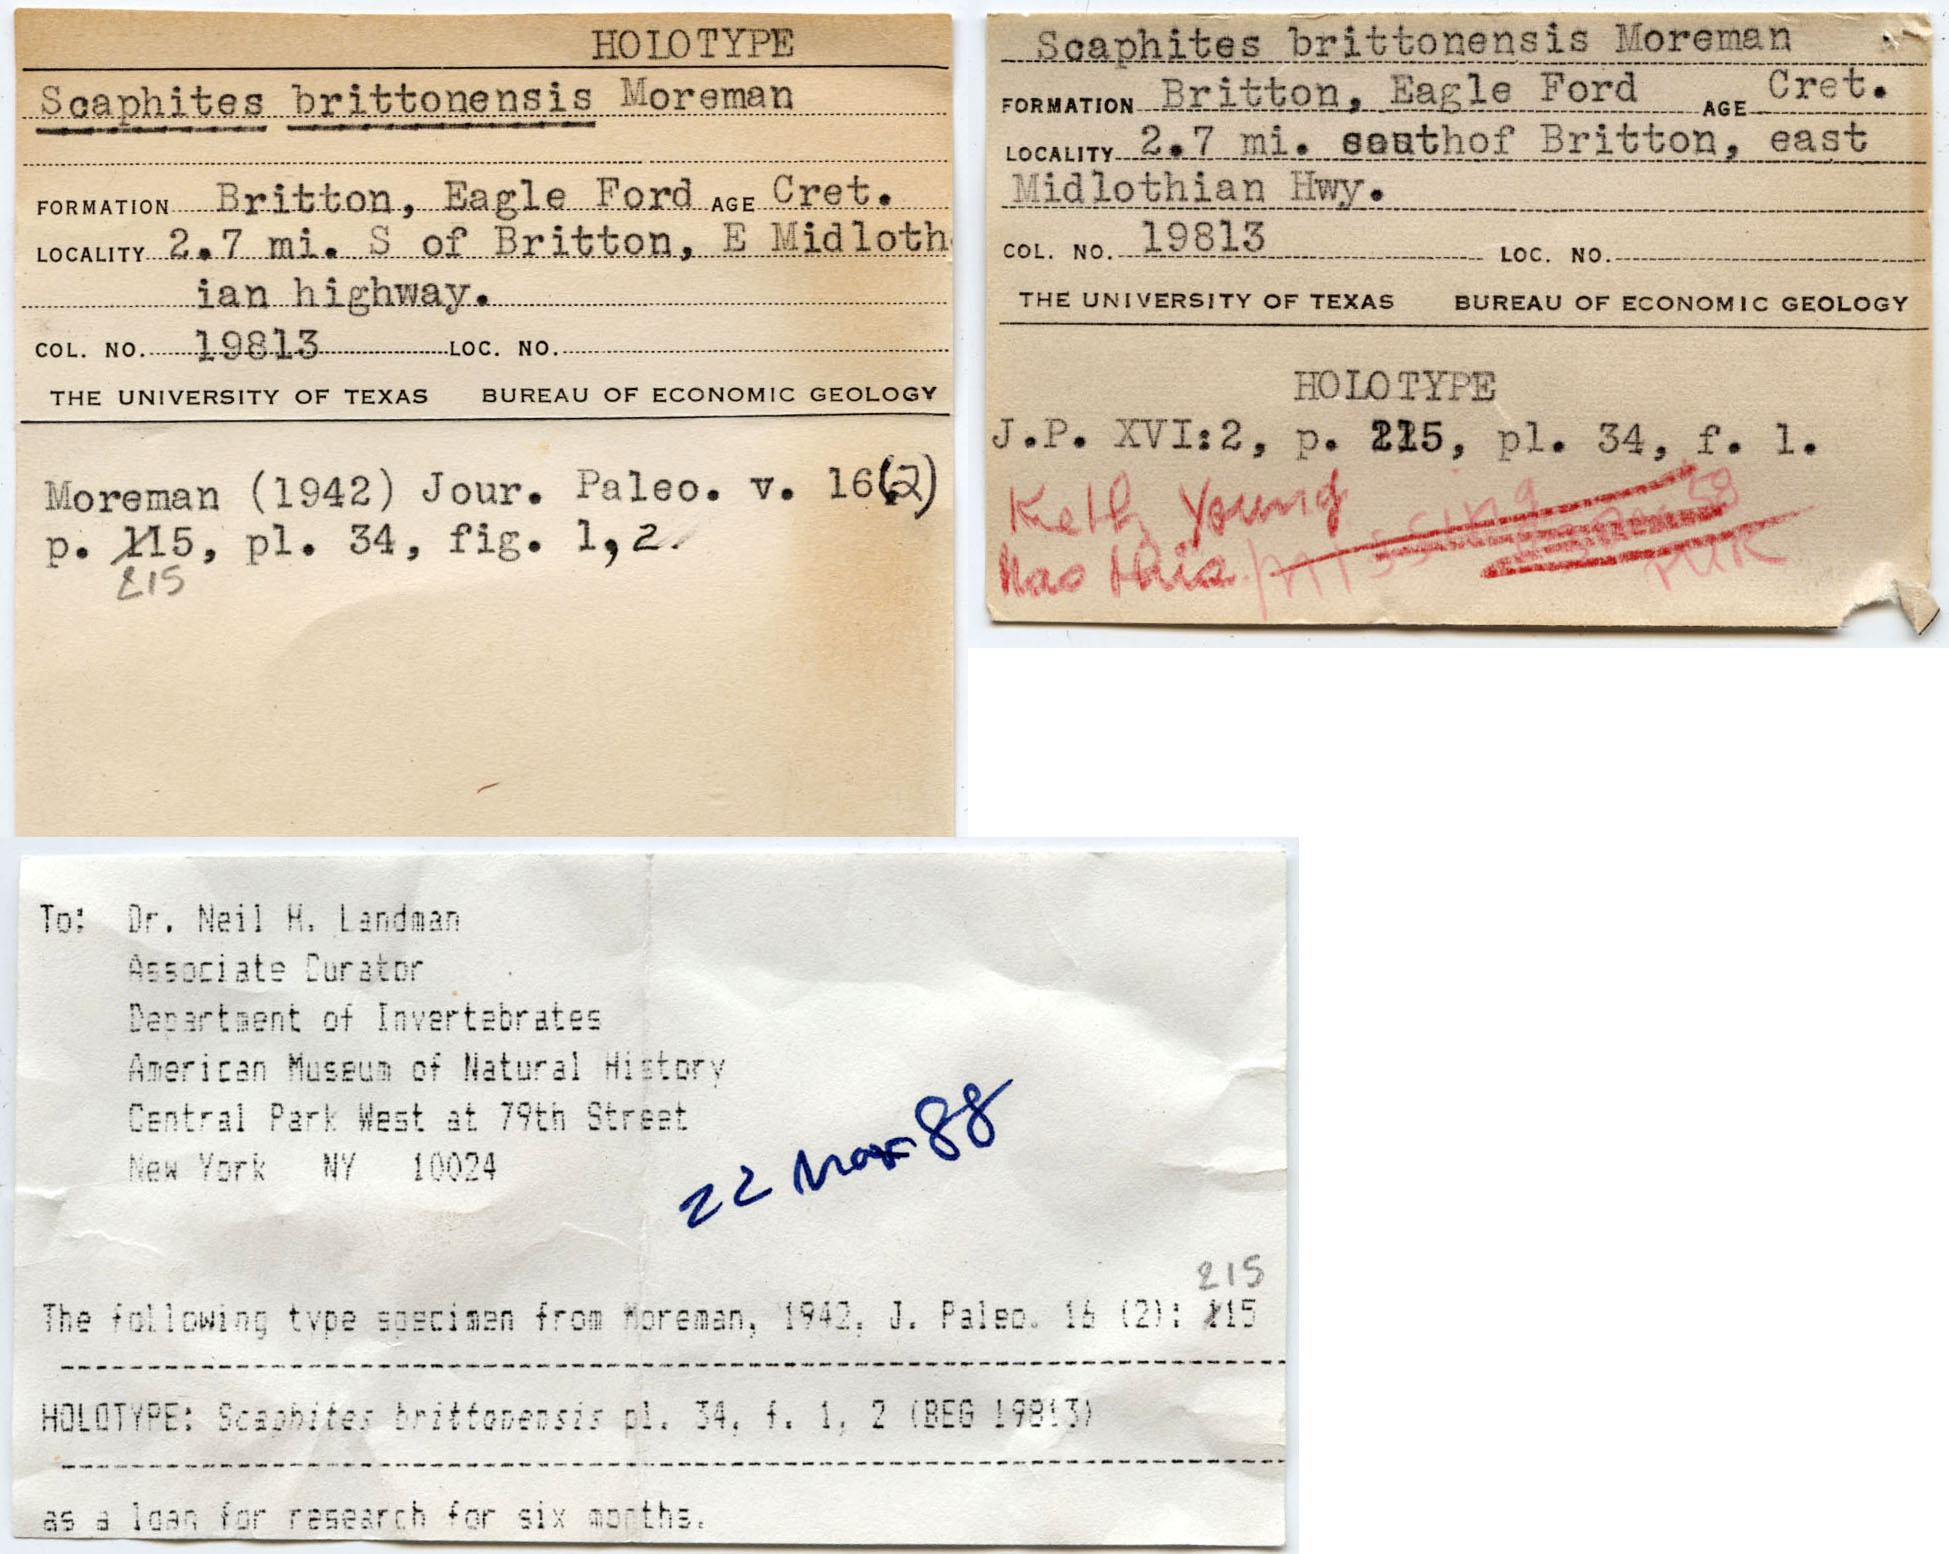 HOLOTYPE
Scaphites brittonensis Moreman
FORMATION Britton, Eagle Ford AGE Cret.
LOCALITY 2.7 mi. S of Britton, E Midloth
ian highway.
COL. NO. 19813 LOC. NO.
THE UNIVERSITY OF TEXAS BUREAU OF ECONOMIC GEOLOGY
Moreman (1942) Jour. Paleo. v. 16(2)
p. 115, pl. 34, fig. 1,2.
215
Scaphites brittonensis Moreman
FORMATION Britton, Eagle Ford AGE Cret.
LOCALITY 2.7 mi. southof Britton, east
Midlothian Hwy.
COL. NO. 19813 LOC. NO.
THE UNIVERSITY OF TEXAS BUREAU OF ECONOMIC GEOLOGY
HOLOTYPE
J.P. XVI:2, p. 215, pl. 34, f. 1.
Keith Young
has this missing
To: Dr. Neil H. Landman
Associate Curator
Department of Invertebrates
American Museum of Natural History
Central Park West at 79th Street
New York NY 10024
22 Mar 88
215
The following type specimen from Moreman, 1942, J. Paleo. 16 (2): 115
HOLOTYPE: Scaphites brittonensis pl. 34, f. 1, 2 (BEG 19813)
as a loan for research for six months.